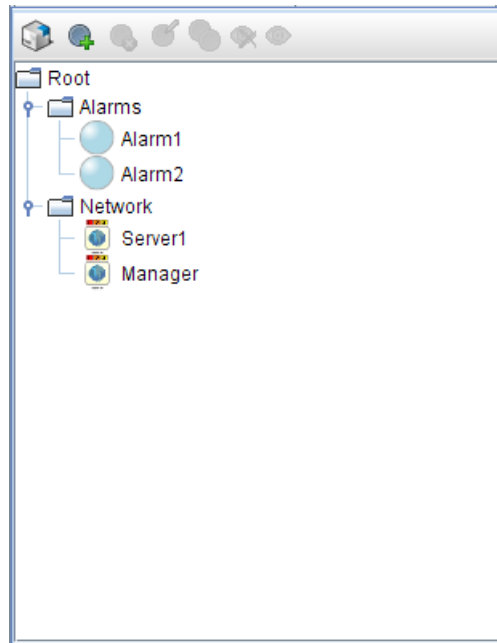 Root
Alarms
Alarm1
Alarm2
Network
Server1
Manager